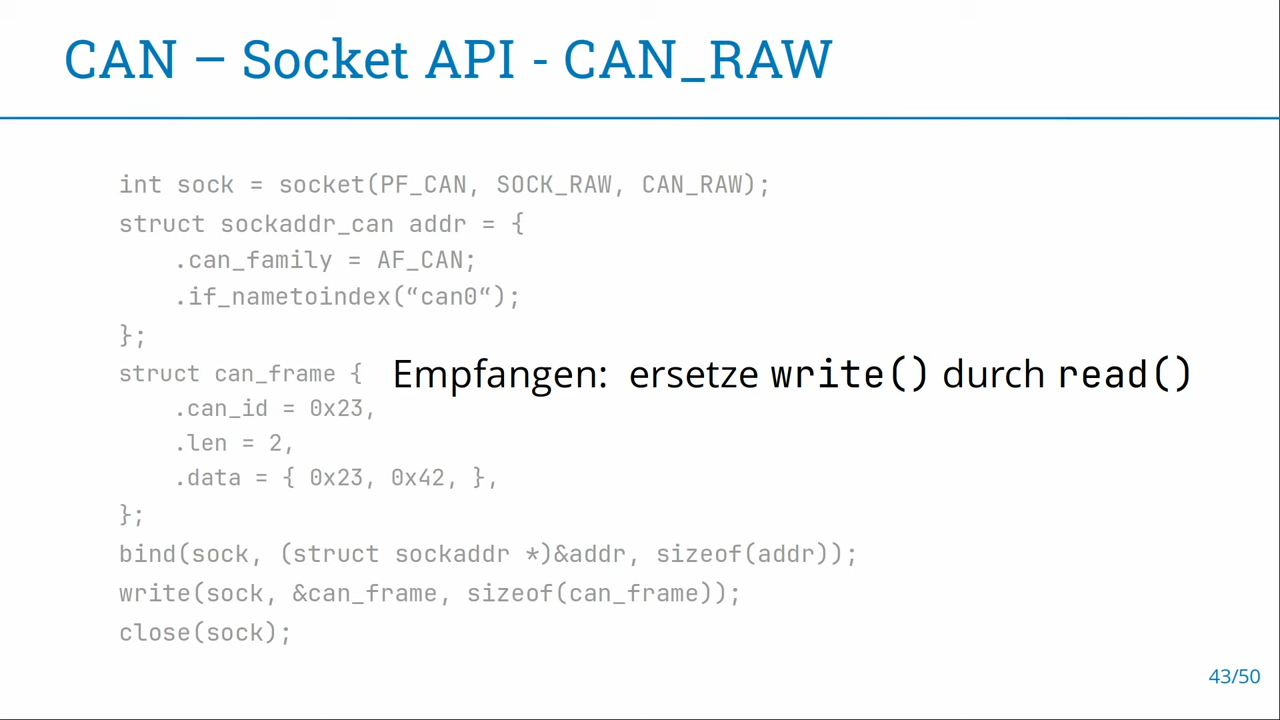 CAN – Socket API - CAN_RAW
int sock = socket(PF_CAN, SOCK_RAW, CAN_RAW);
struct sockaddr_can addr = {
.can_family = AF_CAN;
.if_nametoindex(“can0“);
};
struct can_frame {
Empfangen: ersetze write() durch read()
.can_id = 0x23,
.len = 2,
.data = { 0x23, 0x42, },
};
bind(sock, (struct sockaddr *)&addr, sizeof(addr));
write(sock, &can_frame, sizeof(can_frame));
close(sock);
43/50